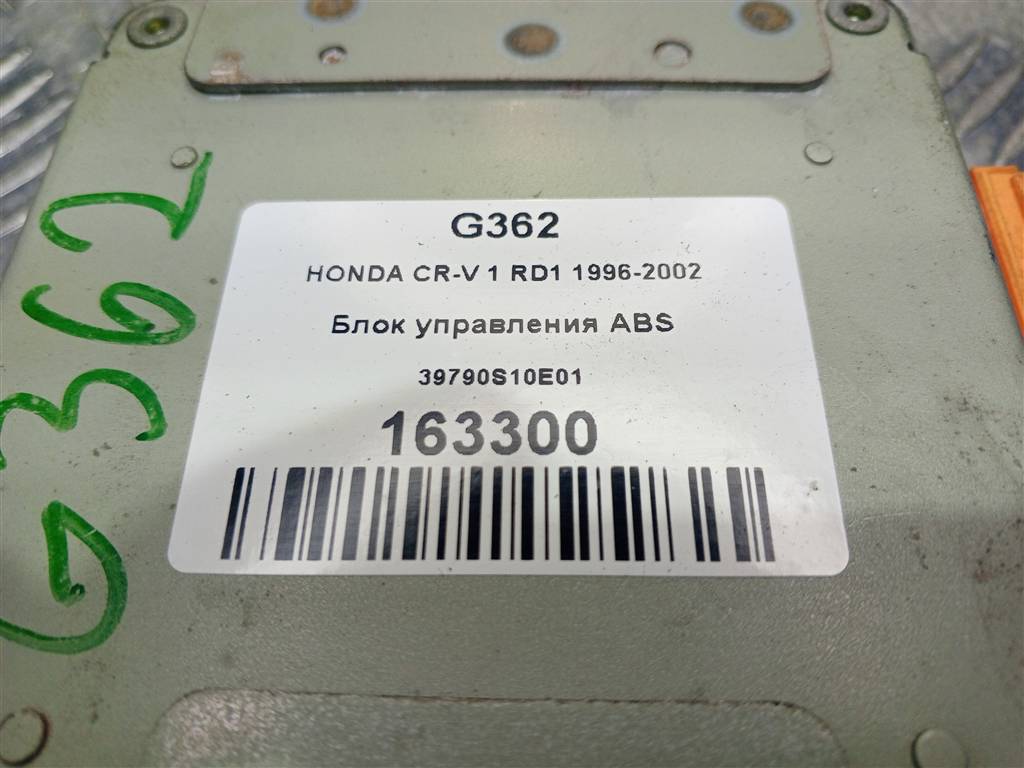 G362
G362
HONDA CR-V 1 RD1 1996-2002
Блок управления ABS
39790S10E01
163300